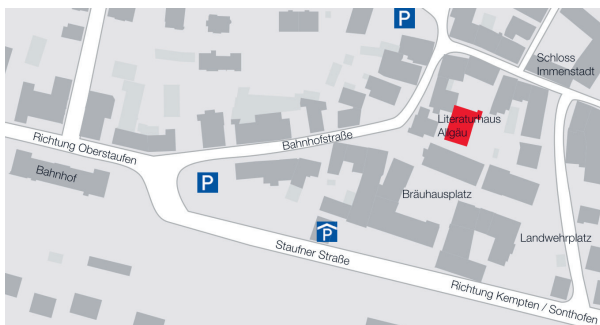 P
Schloss
Immenstadt
Literaturhaus
Allgäu
Bahnhofstraße
Richtung Oberstaufen
Bahnhof
P
Bräuhausplatz
P
Staufner Straße
Landwehrplatz
Richtung Kempten / Sonthofen